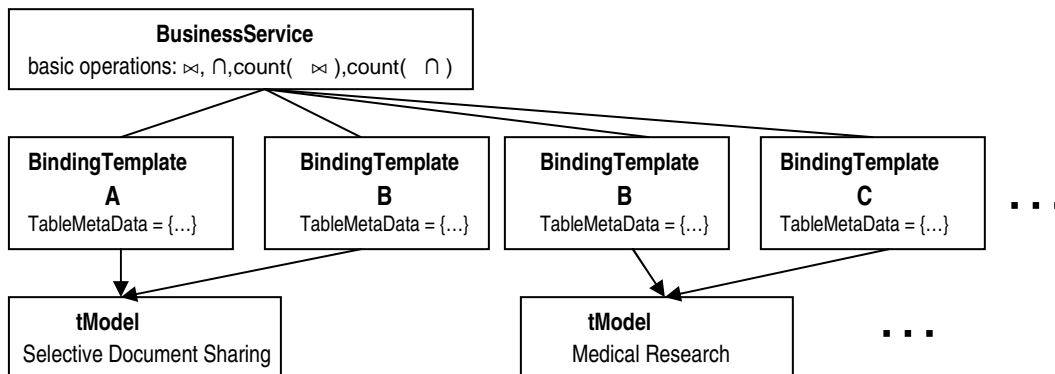 BusinessService
basic operations: ⋈, ∩,count( ⋈ ),count( ∩ )
BindingTemplate
A
TableMetaData = {…}
BindingTemplate
B
TableMetaData = {…}
BindingTemplate
B
TableMetaData = {…}
BindingTemplate
C
TableMetaData = {…}
...
tModel
Selective Document Sharing
tModel
Medical Research
...